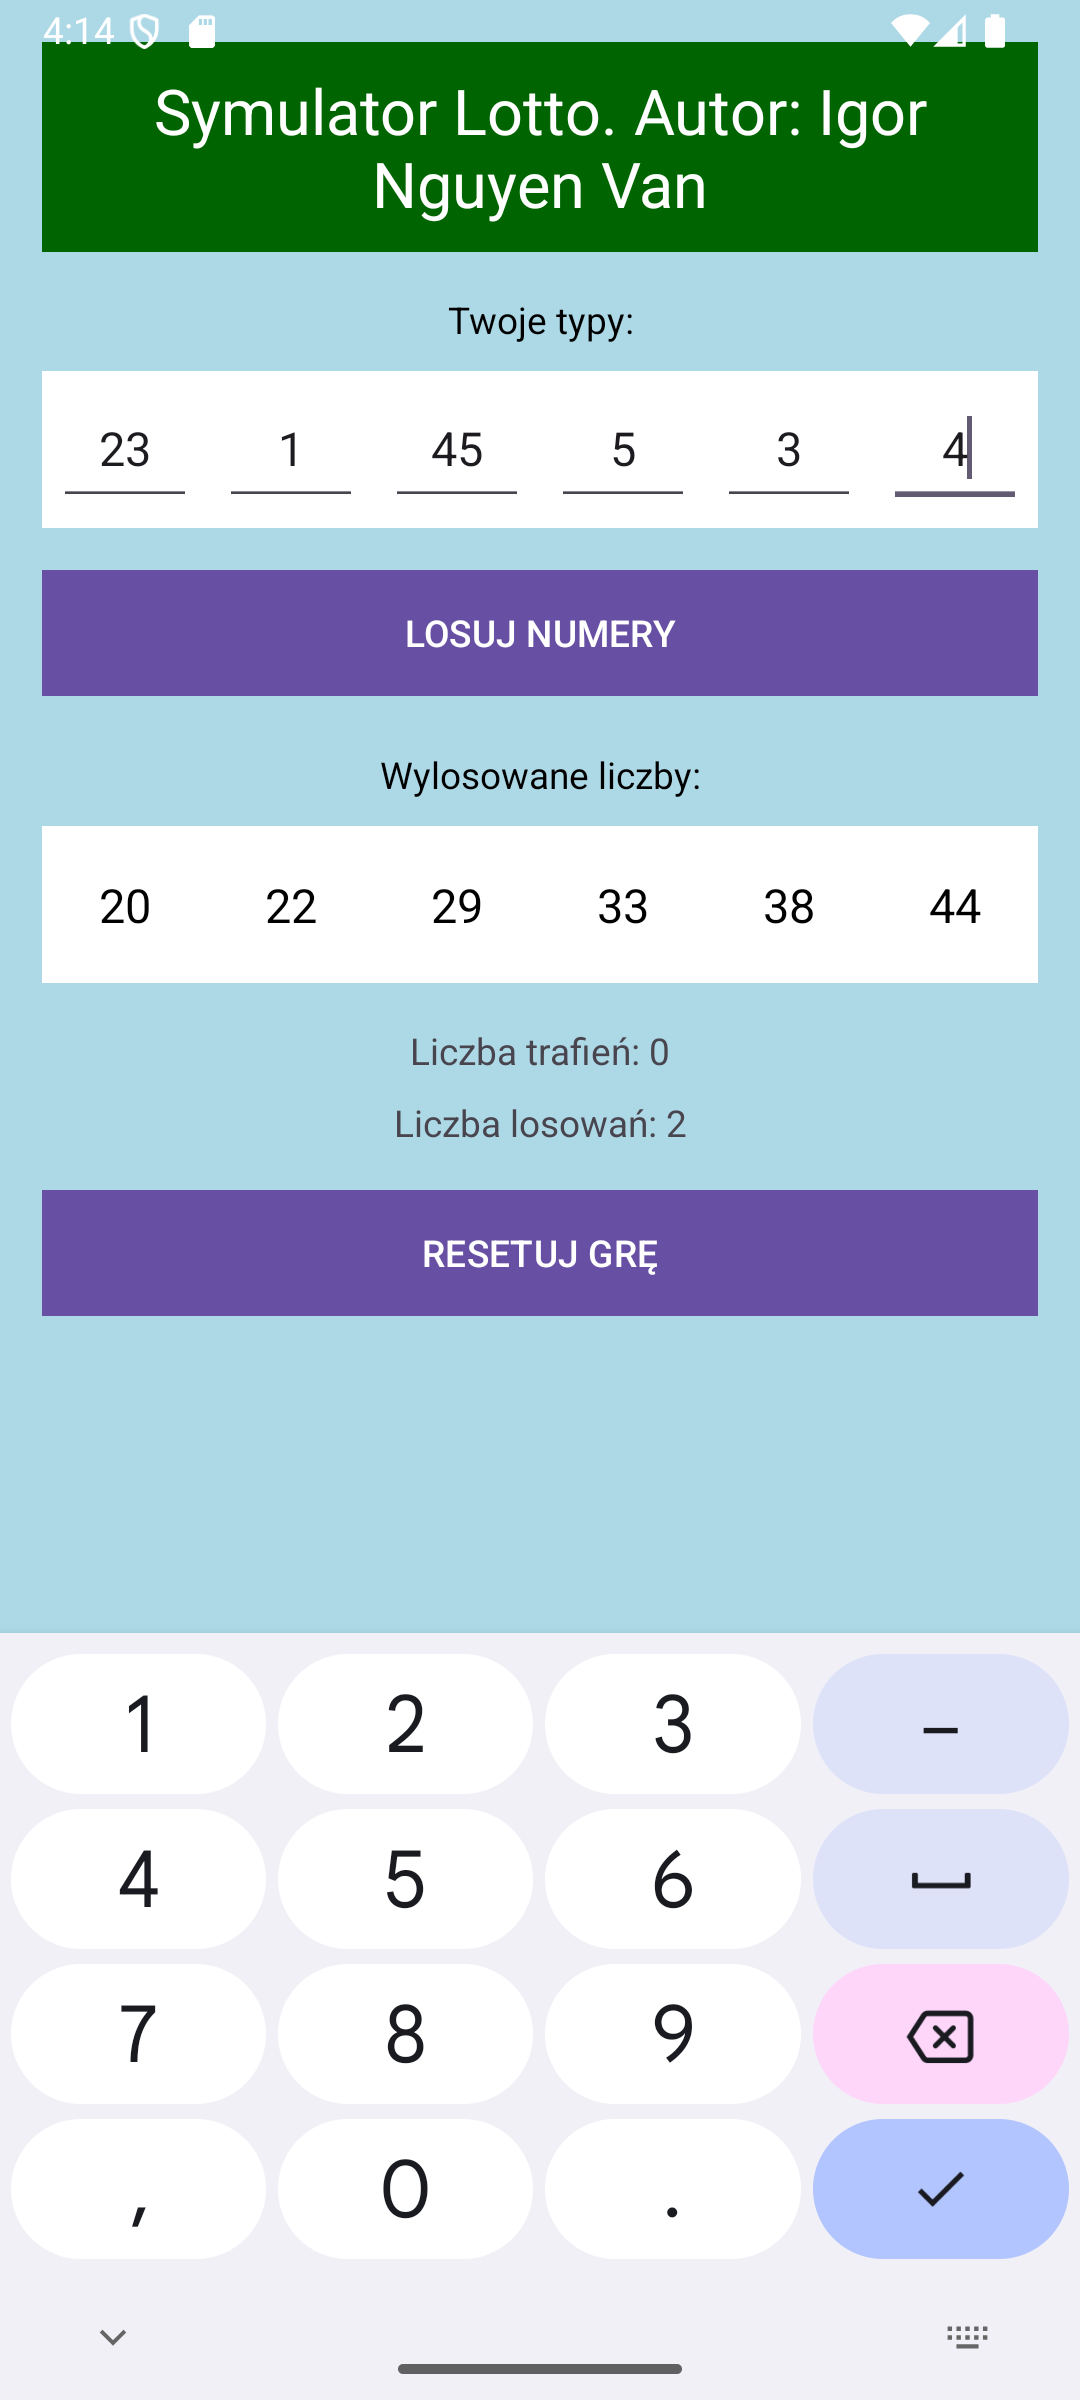 4:14
Symulator Lotto. Autor: Igor
Nguyen Van
Twoje typy:
23 1 45 5 3 4
LOSUJ NUMERY
Wylosowane liczby:
20 22 29 33 38 44
Liczba trafień: 0
Liczba losowań: 2
RESETUJ GRĘ
1 2 3 –
4 5 6
7 8 9
, 0 .